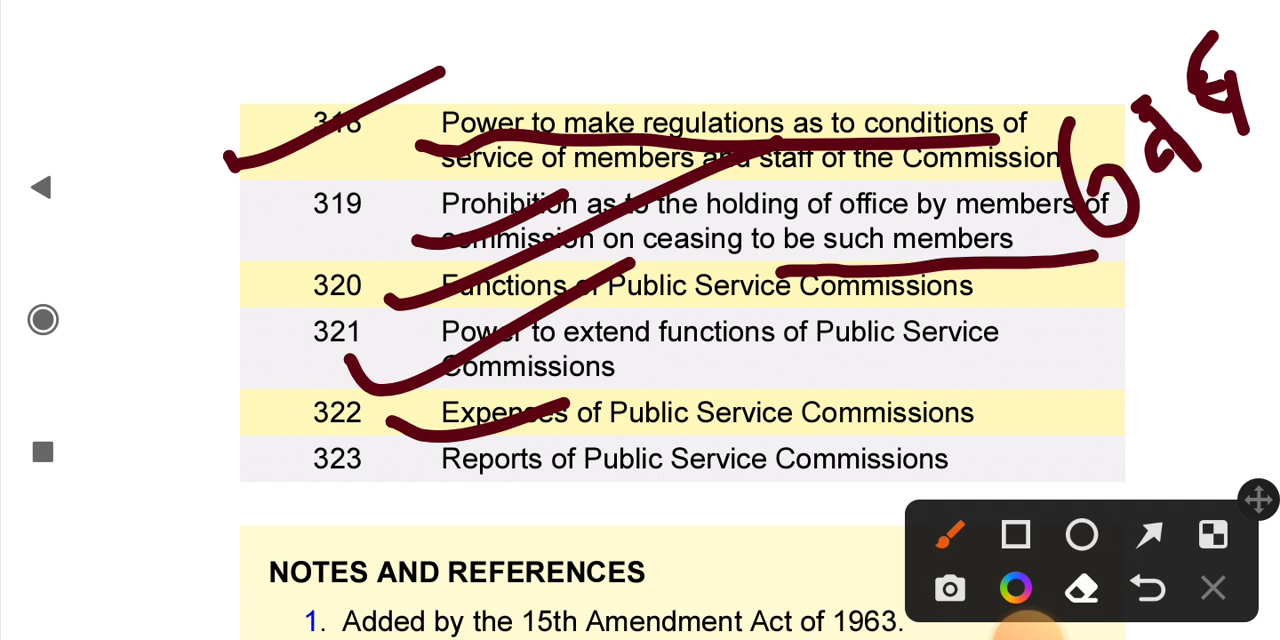 318 Power to make regulations as to conditions of
service of members and staff of the Commission
319 Prohibition as to the holding of office by members of
commission on ceasing to be such members
320 Functions of Public Service Commissions
321 Power to extend functions of Public Service
Commissions
322 Expenses of Public Service Commissions
323 Reports of Public Service Commissions
NOTES AND REFERENCES
1. Added by the 15th Amendment Act of 1963.